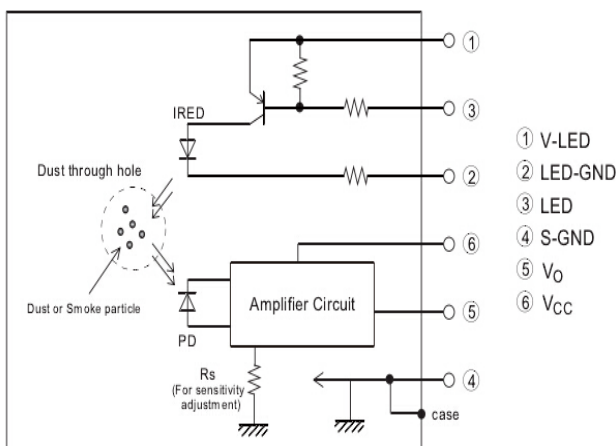 ①
③
IRED
②
Dust through hole
⑥
Amplifier Circuit
⑤
Dust or Smoke particle
PD
Rs
(For sensitivity
adjustment)
④
case
① V-LED
② LED-GND
③ LED
④ S-GND
⑤ VO
⑥ VCC